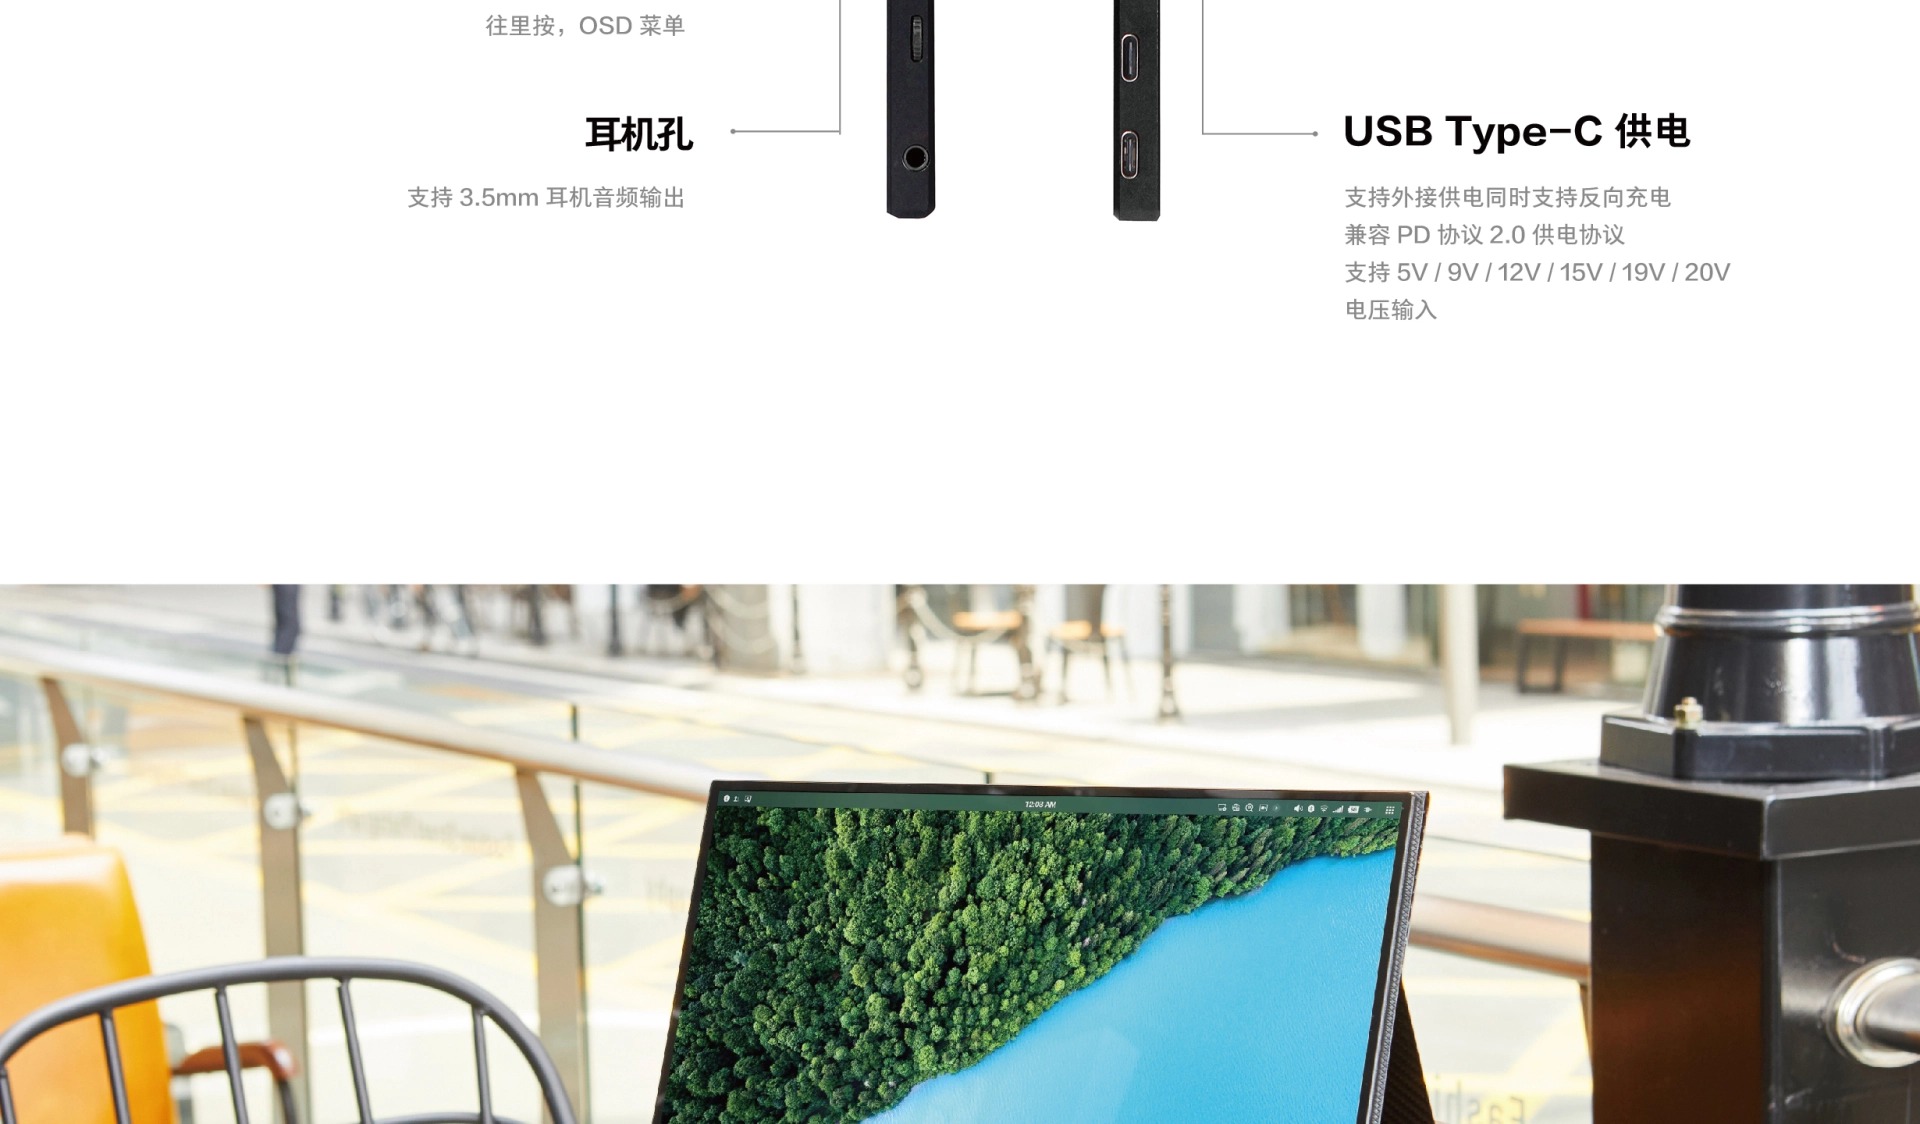 往里按，OSD 菜单
耳机孔
支持 3.5mm 耳机音频输出
USB Type-C 供电
支持外接供电同时支持反向充电
兼容 PD 协议 2.0 供电协议
支持 5V / 9V / 12V / 15V / 19V / 20V
电压输入
12:03 AM